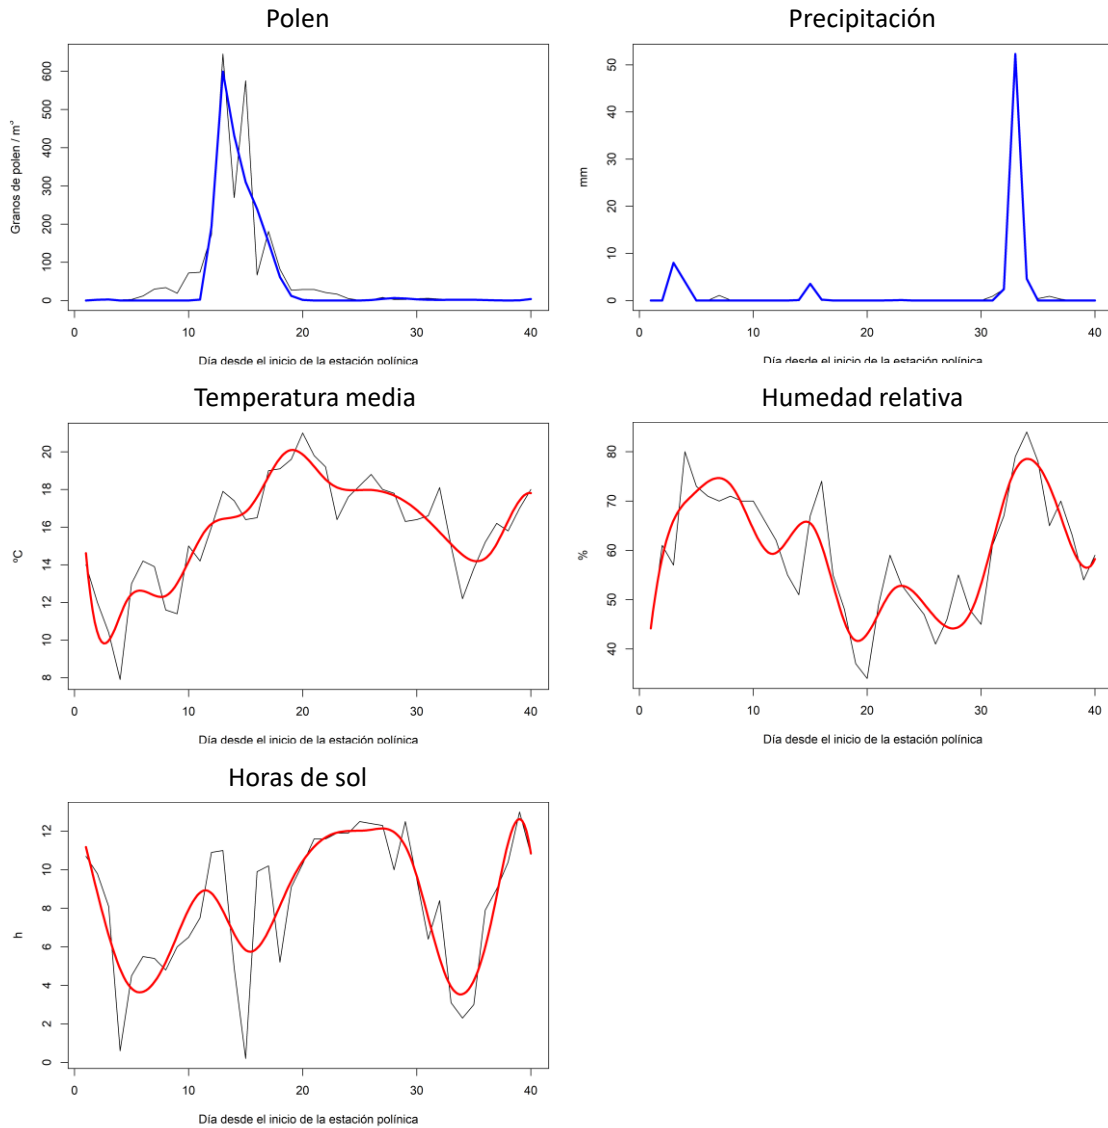 Polen
Granos de polen / m³
600
500
400
300
200
100
0
0 10 20 30 40
Día desde el inicio de la estación polínica
Precipitación
mm
50
40
30
20
10
0
0 10 20 30 40
Día desde el inicio de la estación polínica
Temperatura media
ºC
20
18
16
14
12
10
8
0 10 20 30 40
Día desde el inicio de la estación polínica
Humedad relativa
%
80
70
60
50
40
0 10 20 30 40
Día desde el inicio de la estación polínica
Horas de sol
h
12
10
8
6
4
2
0
0 10 20 30 40
Día desde el inicio de la estación polínica